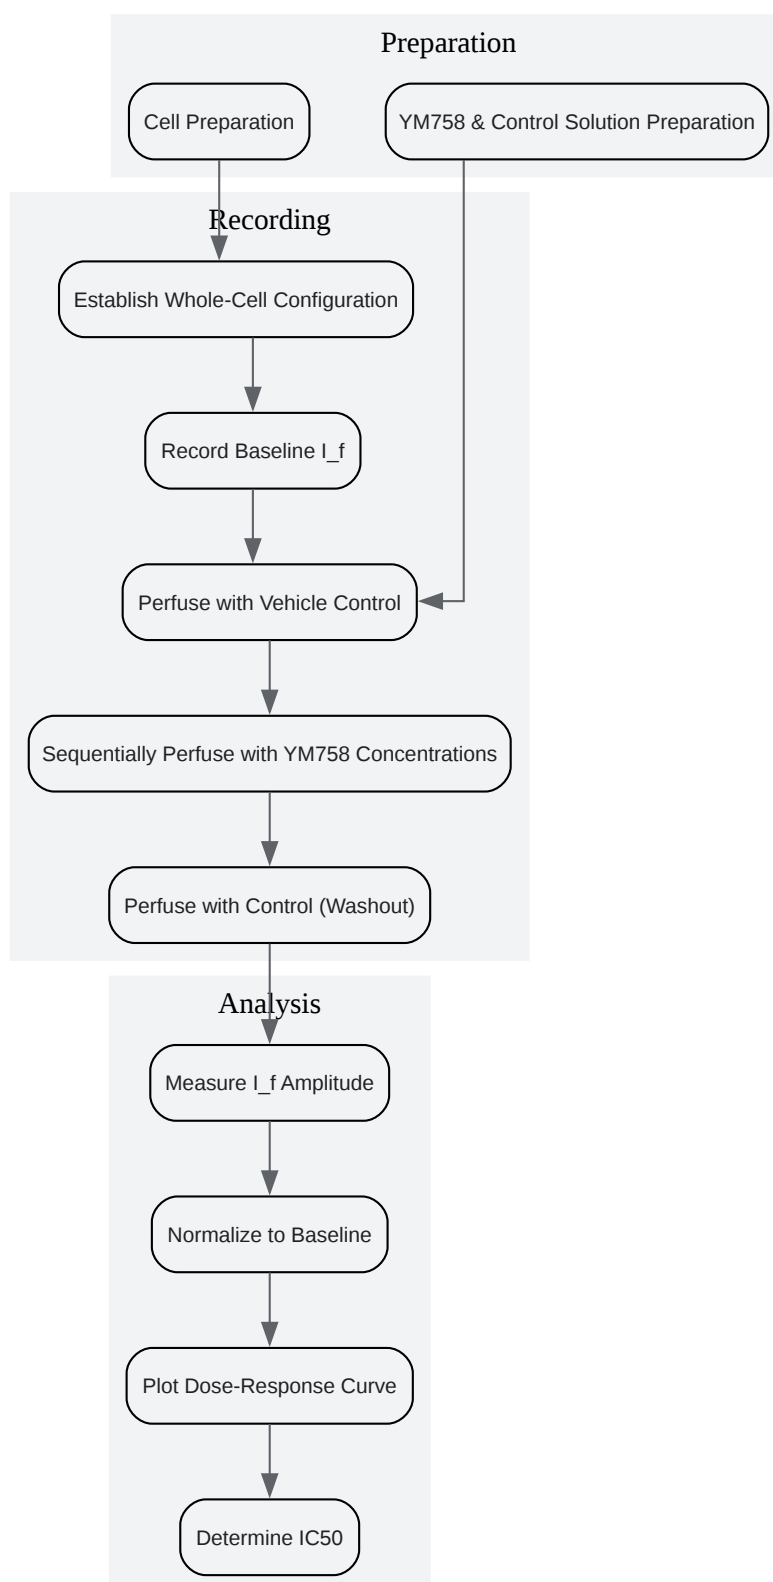 Preparation
Cell Preparation
YM758 & Control Solution Preparation
Recording
Establish Whole-Cell Configuration
Record Baseline I_f
Perfuse with Vehicle Control
Sequentially Perfuse with YM758 Concentrations
Perfuse with Control (Washout)
Analysis
Measure I_f Amplitude
Normalize to Baseline
Plot Dose-Response Curve
Determine IC50